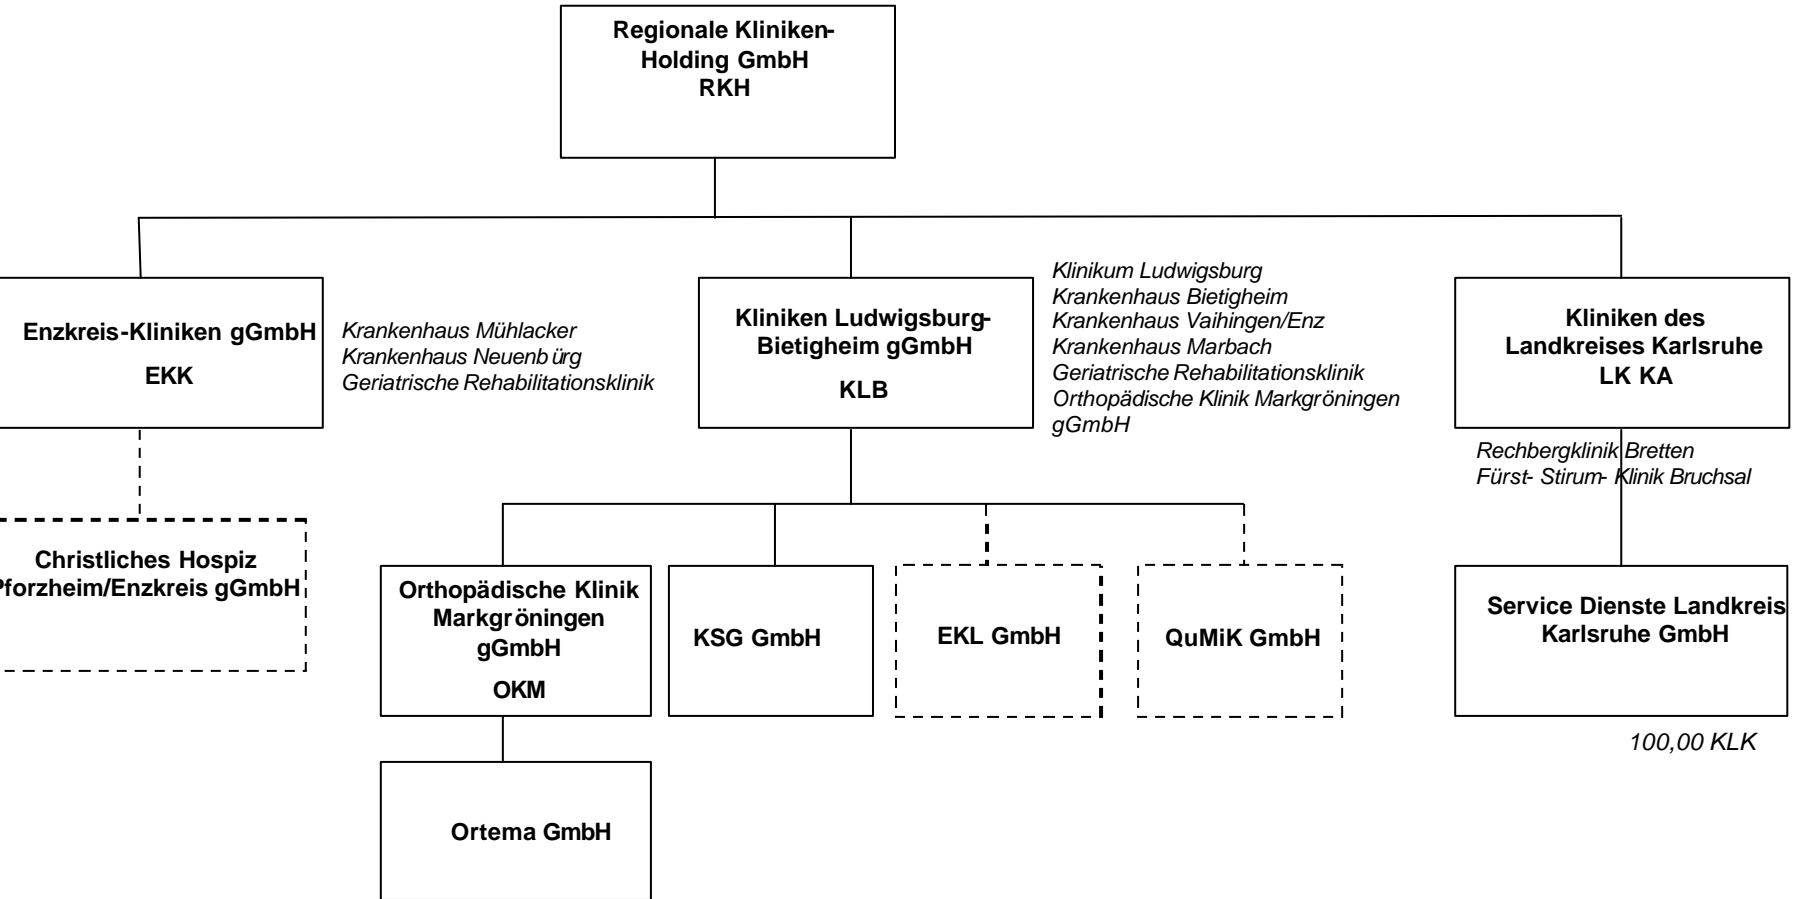 Regionale Kliniken-
Holding GmbH
RKH
Enzkreis-Kliniken gGmbH
EKK
Krankenhaus Mühlacker
Krankenhaus Neuenbürg
Geriatrische Rehabilitationsklinik
Kliniken Ludwigsburg-
Bietigheim gGmbH
KLB
Klinikum Ludwigsburg
Krankenhaus Bietigheim
Krankenhaus Vaihingen/Enz
Krankenhaus Marbach
Geriatrische Rehabilitationsklinik
Orthopädische Klinik Markgröningen
gGmbH
Kliniken des
Landkreises Karlsruhe
LK KA
Rechbergklinik Bretten
Fürst- Stirum- Klinik Bruchsal
Christliches Hospiz
Pforzheim/Enzkreis gGmbH
Orthopädische Klinik
Markgröningen
gGmbH
OKM
KSG GmbH
EKL GmbH
QuMiK GmbH
Service Dienste Landkreis
Karlsruhe GmbH
100,00 KLK
Ortema GmbH